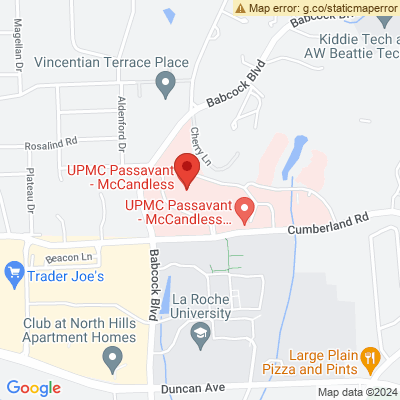 Map error: g.co/staticmaperror
Babcock Blvd
Magellan Dr
Kiddie Tech a
AW Beattie Tec
Vincentian Terrace Place
Babcock Blvd
Aldenford Dr
Cherry Ln
Rosalind Rd
UPMC Passavant
- McCandless
Plateau Dr
UPMC Passavant
- McCandless...
Cumberland Rd
Beacon Ln
Trader Joe's
Babcock Blvd
La Roche
University
Club at North Hills
Apartment Homes
Large Plain
Pizza and Pints
Duncan Ave
Google
Map data ©2024